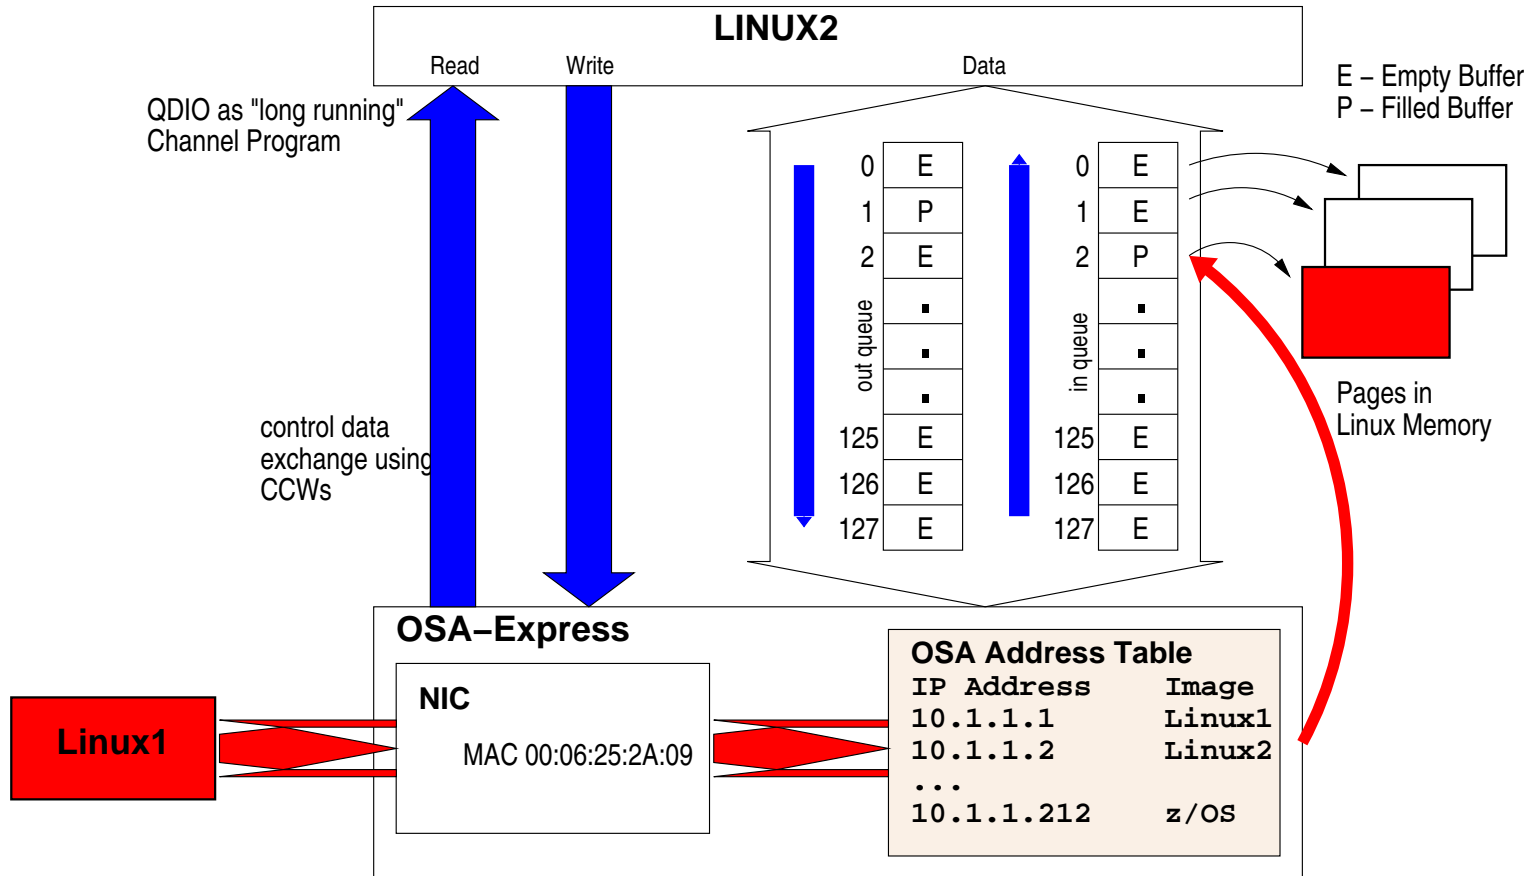 LINUX2
Read
Write
Data
QDIO as "long running"
Channel Program
E – Empty Buffer
P – Filled Buffer
0 E
1 P
2 E
.
.
.
125 E
126 E
127 E
out queue
0 E
1 E
2 P
.
.
.
125 E
126 E
127 E
in queue
Pages in
Linux Memory
control data
exchange using
CCWs
OSA–Express
NIC
MAC 00:06:25:2A:09
Linux1
OSA Address Table
IP Address Image
10.1.1.1 Linux1
10.1.1.2 Linux2
...
10.1.1.212 z/OS